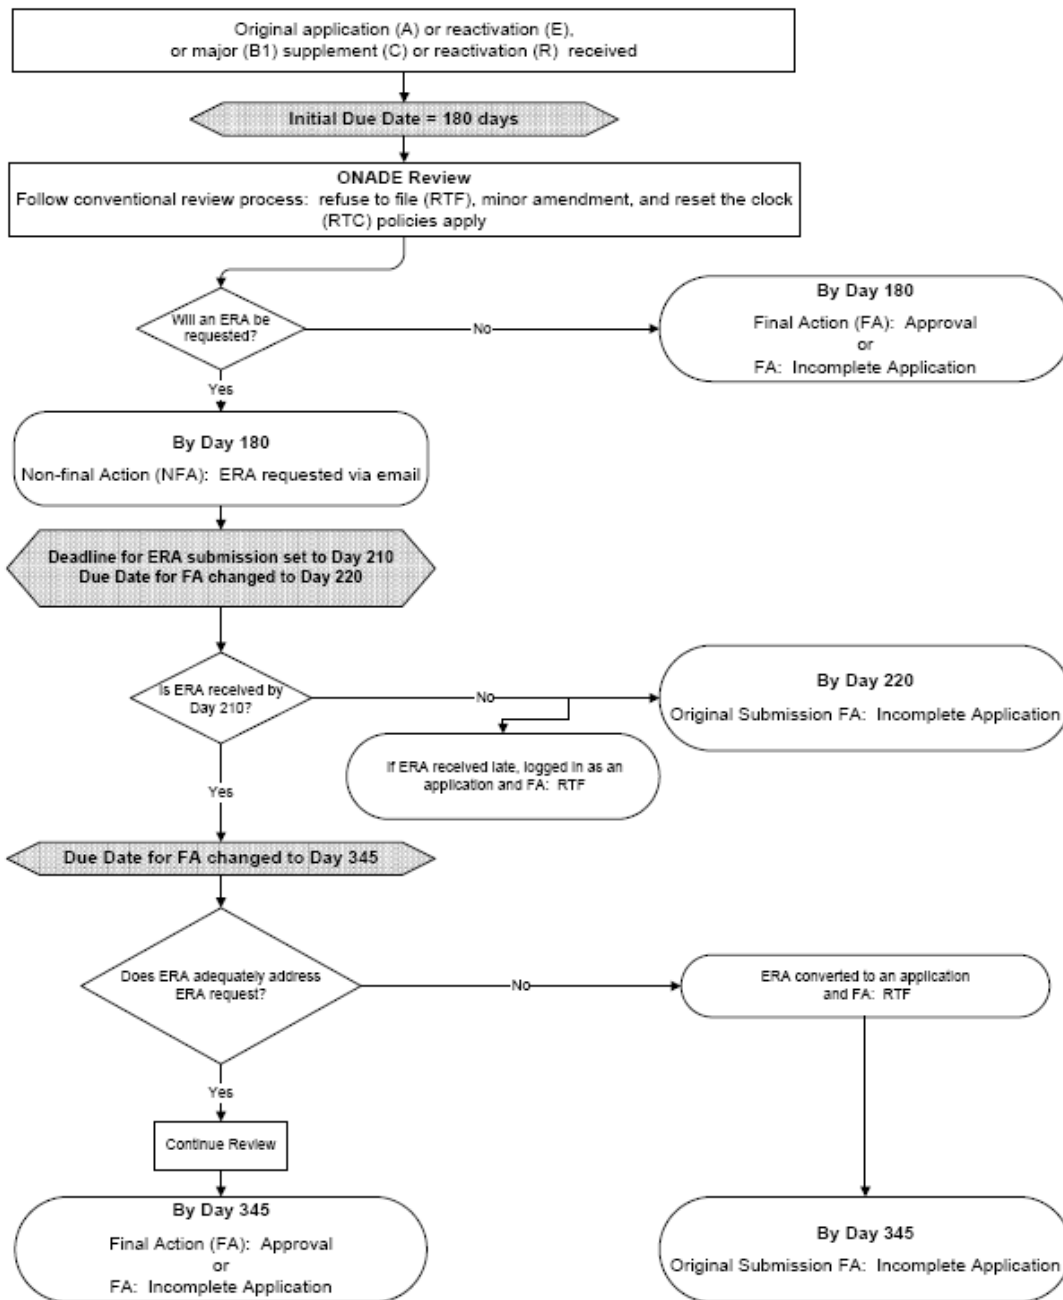 Original application (A) or reactivation (E),
or major (B1) supplement (C) or reactivation (R) received
Initial Due Date = 180 days
ONADE Review
Follow conventional review process: refuse to file (RTF), minor amendment, and reset the clock
(RTC) policies apply
Will an ERA be
requested?
No
By Day 180
Final Action (FA): Approval
or
FA: Incomplete Application
Yes
By Day 180
Non-final Action (NFA): ERA requested via email
Deadline for ERA submission set to Day 210
Due Date for FA changed to Day 220
Is ERA received by
Day 210?
No
By Day 220
Original Submission FA: Incomplete Application
If ERA received late, logged in as an
application and FA: RTF
Yes
Due Date for FA changed to Day 345
Does ERA adequately address
ERA request?
No
ERA converted to an application
and FA: RTF
Yes
Continue Review
By Day 345
Final Action (FA): Approval
or
FA: Incomplete Application
By Day 345
Original Submission FA: Incomplete Application